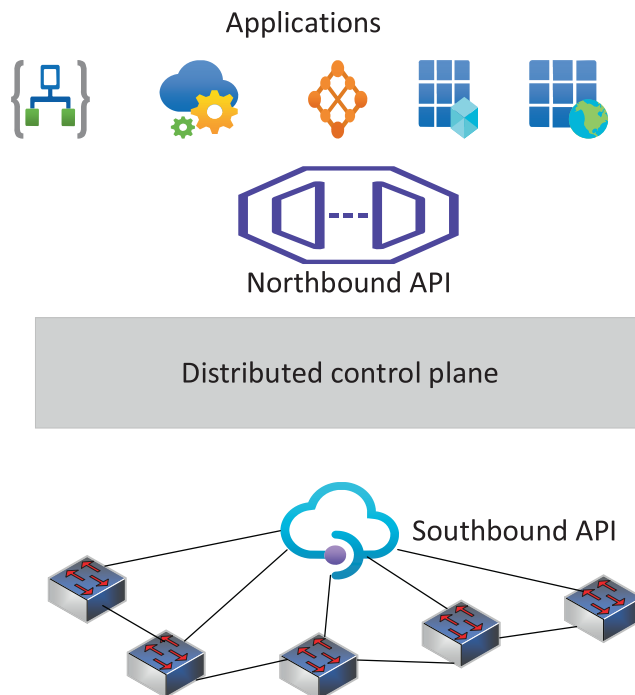 Applications
Northbound API
Distributed control plane
Southbound API